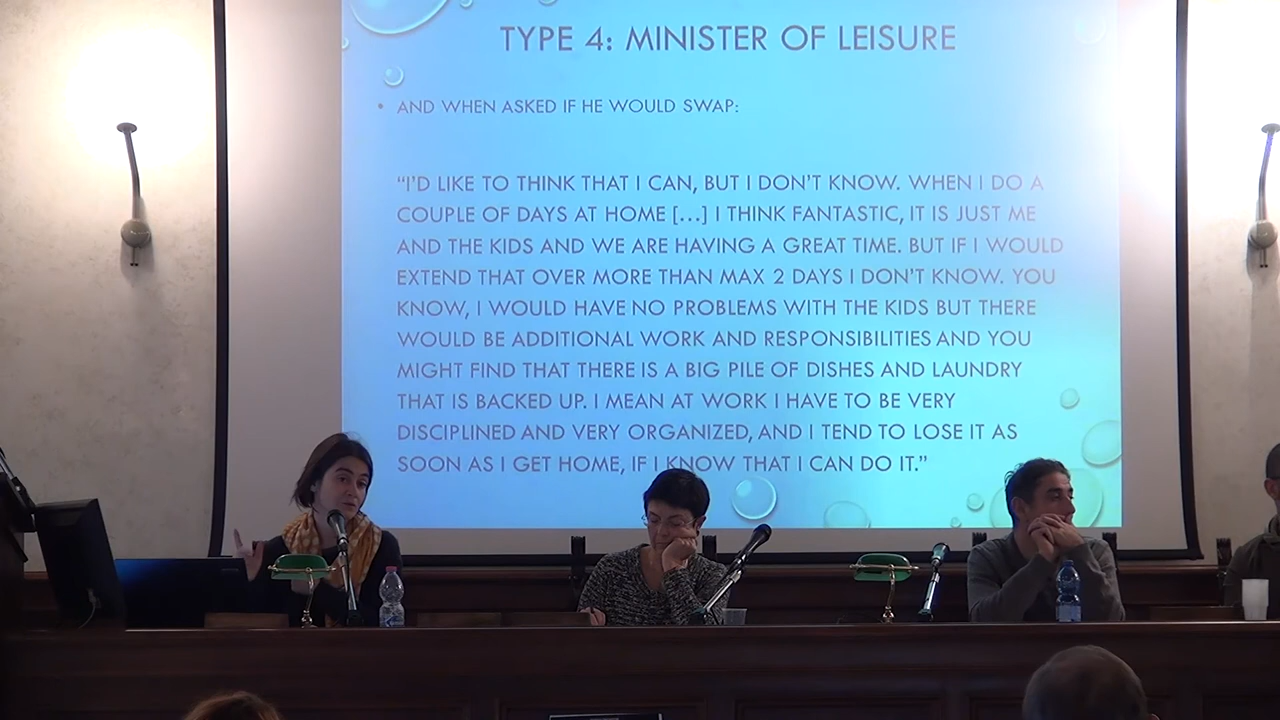 TYPE 4: MINISTER OF LEISURE
• AND WHEN ASKED IF HE WOULD SWAP:
“I’D LIKE TO THINK THAT I CAN, BUT I DON’T KNOW. WHEN I DO A
COUPLE OF DAYS AT HOME […] I THINK FANTASTIC, IT IS JUST ME
AND THE KIDS AND WE ARE HAVING A GREAT TIME. BUT IF I WOULD
EXTEND THAT OVER MORE THAN MAX 2 DAYS I DON’T KNOW. YOU
KNOW, I WOULD HAVE NO PROBLEMS WITH THE KIDS BUT THERE
WOULD BE ADDITIONAL WORK AND RESPONSIBILITIES AND YOU
MIGHT FIND THAT THERE IS A BIG PILE OF DISHES AND LAUNDRY
THAT IS BACKED UP. I MEAN AT WORK I HAVE TO BE VERY
DISCIPLINED AND VERY ORGANIZED, AND I TEND TO LOSE IT AS
SOON AS I GET HOME, IF I KNOW THAT I CAN DO IT.”